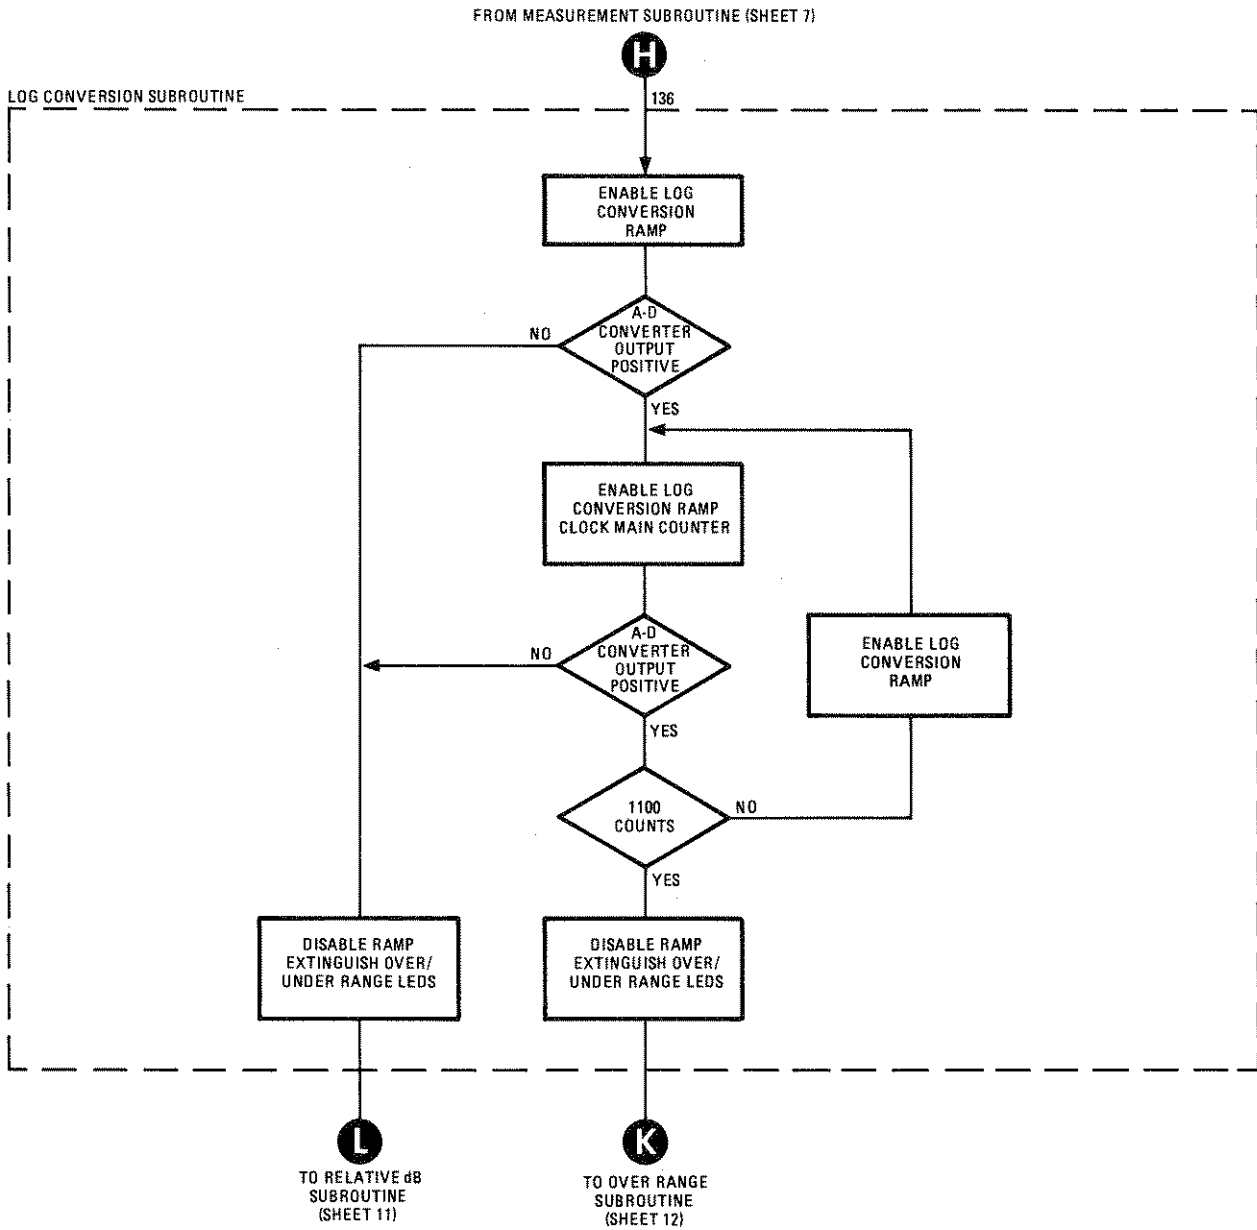 FROM MEASUREMENT SUBROUTINE (SHEET 7)
H
LOG CONVERSION SUBROUTINE
136
ENABLE LOG
CONVERSION
RAMP
A-D
CONVERTER
OUTPUT
POSITIVE
NO
YES
ENABLE LOG
CONVERSION RAMP
CLOCK MAIN COUNTER
A-D
CONVERTER
OUTPUT
POSITIVE
NO
YES
ENABLE LOG
CONVERSION
RAMP
1100
COUNTS
NO
YES
DISABLE RAMP
EXTINGUISH OVER/
UNDER RANGE LEDS
DISABLE RAMP
EXTINGUISH OVER/
UNDER RANGE LEDS
L
TO RELATIVE dB
SUBROUTINE
(SHEET 11)
K
TO OVER RANGE
SUBROUTINE
(SHEET 12)